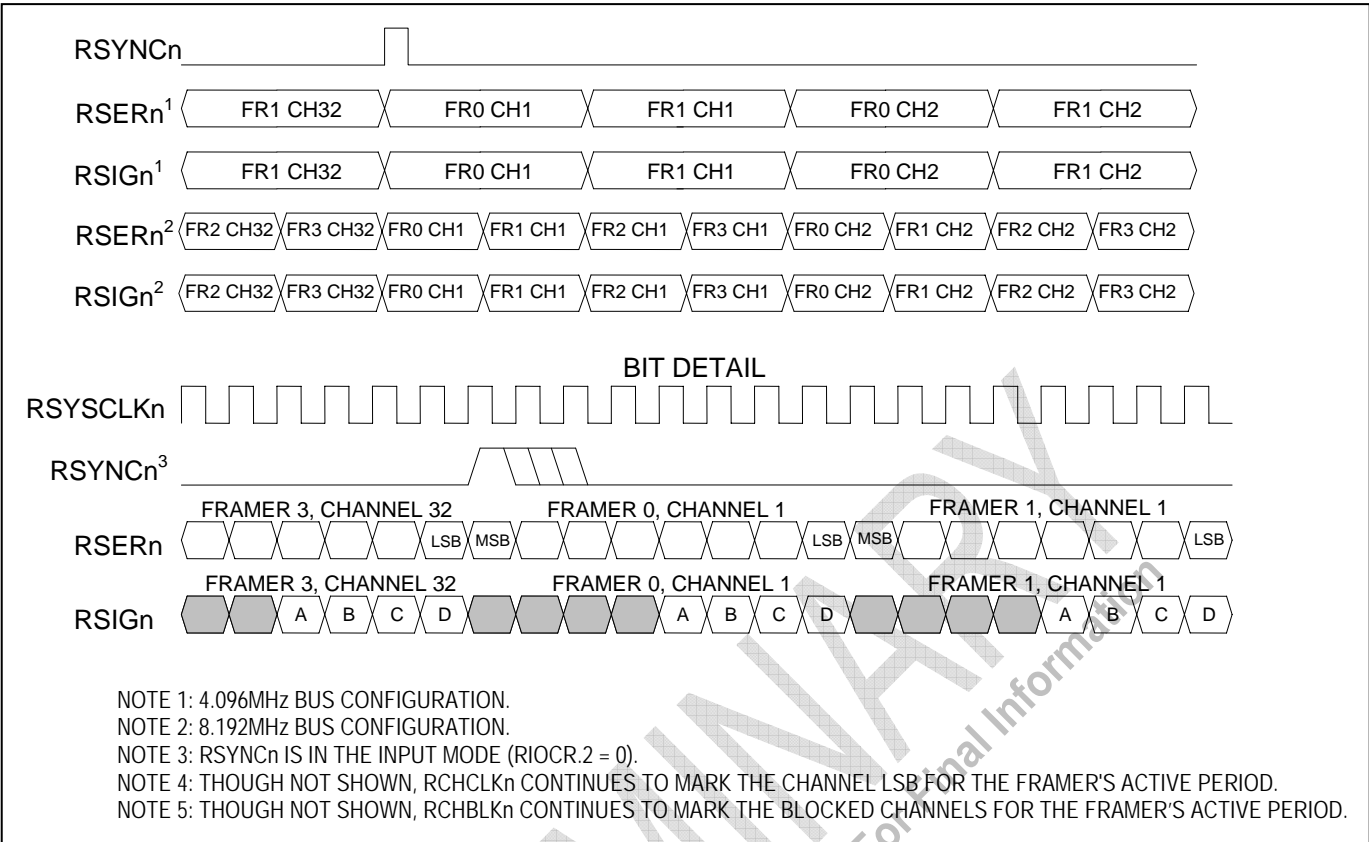 RSYNCn
RSERn1 FR1 CH32 FR0 CH1 FR1 CH1 FR0 CH2 FR1 CH2
RSIGn1 FR1 CH32 FR0 CH1 FR1 CH1 FR0 CH2 FR1 CH2
RSERn2 FR2 CH32 FR3 CH32 FR0 CH1 FR1 CH1 FR2 CH1 FR3 CH1 FR0 CH2 FR1 CH2 FR2 CH2 FR3 CH2
RSIGn2 FR2 CH32 FR3 CH32 FR0 CH1 FR1 CH1 FR2 CH1 FR3 CH1 FR0 CH2 FR1 CH2 FR2 CH2 FR3 CH2
BIT DETAIL
RSYSCLKn
RSYNCn3
FRAMER 3, CHANNEL 32 FRAMER 0, CHANNEL 1 FRAMER 1, CHANNEL 1
RSERn LSB MSB LSB MSB LSB
FRAMER 3, CHANNEL 32 FRAMER 0, CHANNEL 1 FRAMER 1, CHANNEL 1
RSIGn A B C D A B C D A B C D
NOTE 1: 4.096MHz BUS CONFIGURATION.
NOTE 2: 8.192MHz BUS CONFIGURATION.
NOTE 3: RSYNCn IS IN THE INPUT MODE (RIOCR.2 = 0).
NOTE 4: THOUGH NOT SHOWN, RCHCLKn CONTINUES TO MARK THE CHANNEL LSB FOR THE FRAMER'S ACTIVE PERIOD.
NOTE 5: THOUGH NOT SHOWN, RCHBLKn CONTINUES TO MARK THE BLOCKED CHANNELS FOR THE FRAMER'S ACTIVE PERIOD.
MINARY
For Final Information